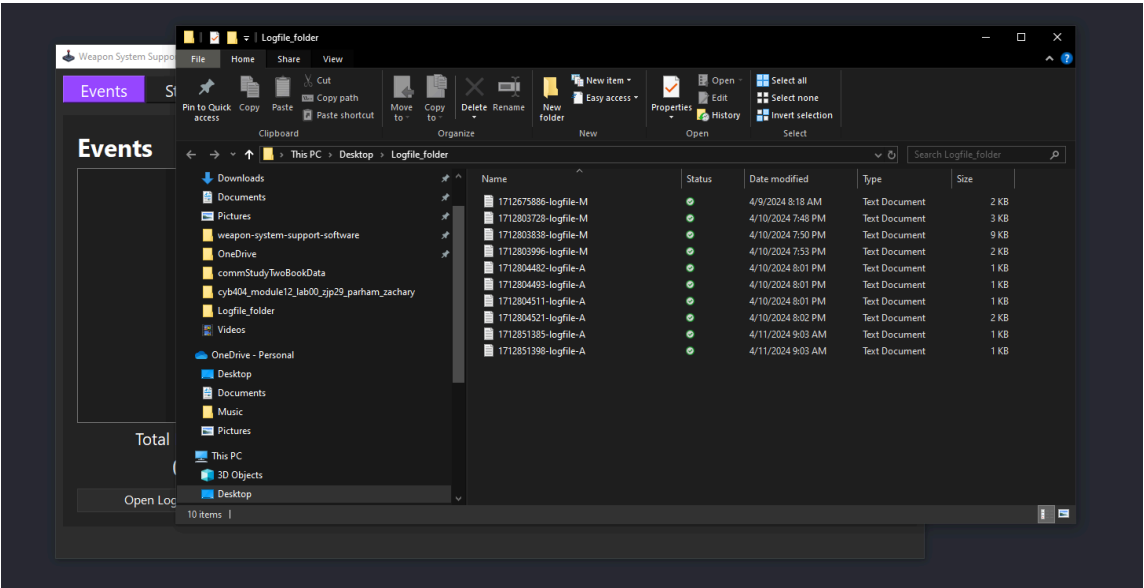 Logfile_folder
Weapon System Suppo
File Home Share View
Events St
Pin to Quick access
Copy
Paste
Cut
Copy path
Paste shortcut
Clipboard
Move to
Copy to
Delete
Rename
Organize
New folder
New item
Easy access
New
Properties
Open
Edit
History
Open
Select all
Select none
Invert selection
Select
Events
This PC > Desktop > Logfile_folder
Search Logfile_folder
Downloads
Documents
Pictures
weapon-system-support-software
OneDrive
commStudyTwoBookData
cyb404_module12_lab00_zjp29_parham_zachary
Logfile_folder
Videos
OneDrive - Personal
Desktop
Documents
Music
Pictures
This PC
3D Objects
Desktop
Name Status Date modified Type Size
1712675886-logfile-M 4/9/2024 8:18 AM Text Document 2 KB
1712803728-logfile-M 4/10/2024 7:48 PM Text Document 3 KB
1712803838-logfile-M 4/10/2024 7:50 PM Text Document 9 KB
1712803996-logfile-M 4/10/2024 7:53 PM Text Document 2 KB
1712804482-logfile-A 4/10/2024 8:01 PM Text Document 1 KB
1712804493-logfile-A 4/10/2024 8:01 PM Text Document 1 KB
1712804511-logfile-A 4/10/2024 8:01 PM Text Document 1 KB
1712804521-logfile-A 4/10/2024 8:02 PM Text Document 2 KB
1712851385-logfile-A 4/11/2024 9:03 AM Text Document 1 KB
1712851398-logfile-A 4/11/2024 9:03 AM Text Document 1 KB
Total
Open Log
10 items